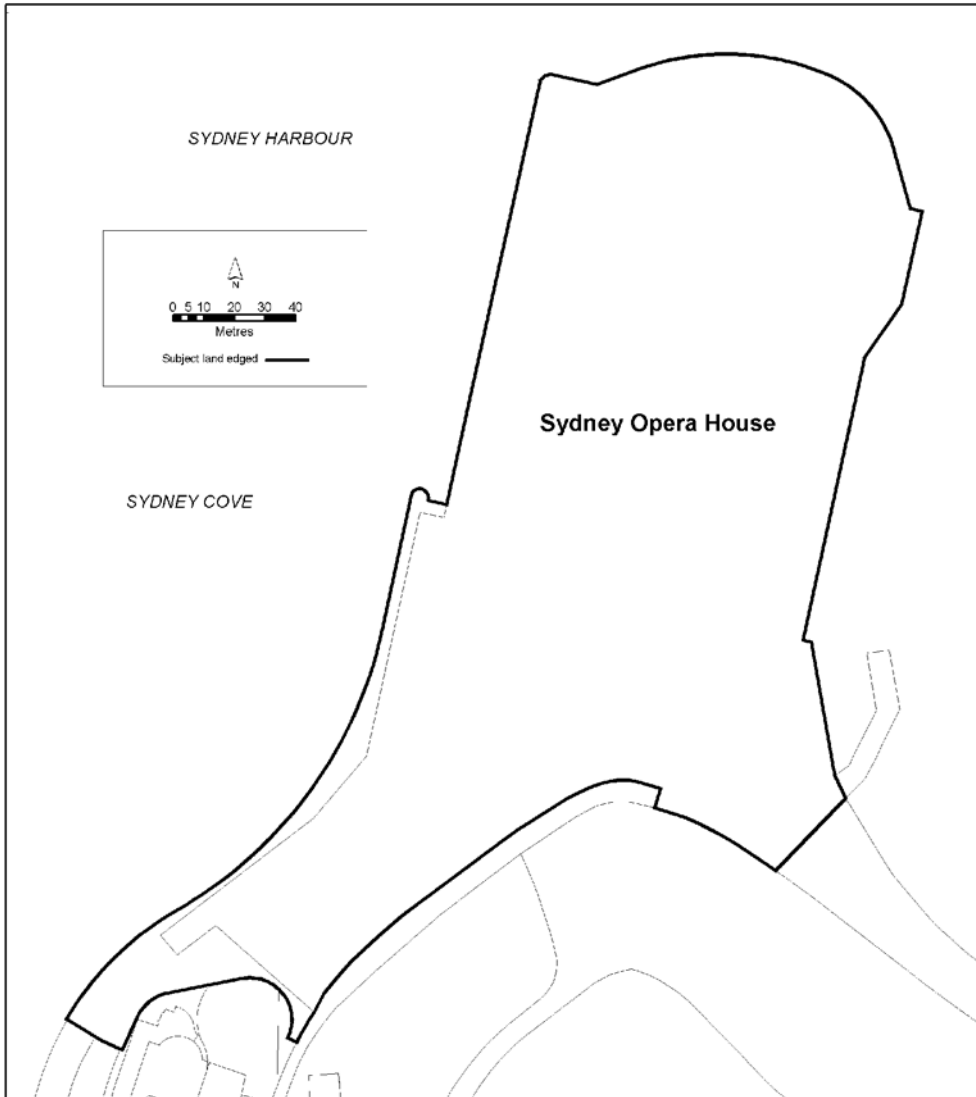 SYDNEY HARBOUR
N
0 5 10 20 30 40
Metres
Subject land edged
Sydney Opera House
SYDNEY COVE